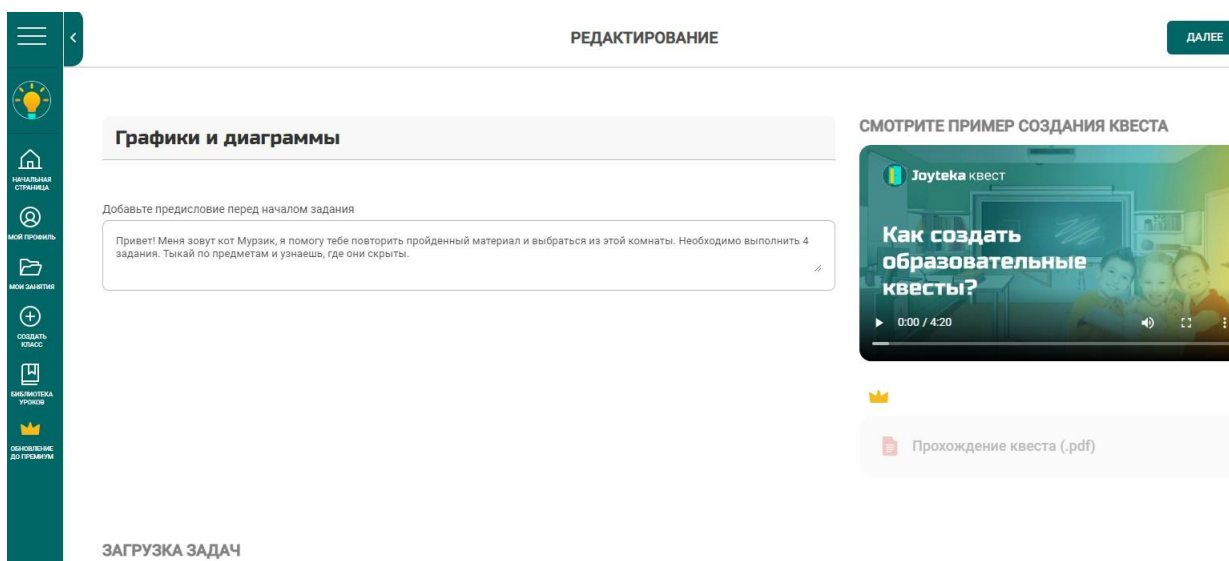 РЕДАКТИРОВАНИЕ
ДАЛЕЕ
НАЧАЛЬНАЯ
СТРАНИЦА
МОЙ ПРОФИЛЬ
МОИ ЗАНЯТИЯ
СОЗДАТЬ
КЛАСС
БИБЛИОТЕКА
УРОКОВ
ОБНОВЛЕНИЕ
ДО ПРЕМИУМ
Графики и диаграммы
Добавьте предисловие перед началом задания
Привет! Меня зовут кот Мурзик, я помогу тебе повторить пройденный материал и выбраться из этой комнаты. Необходимо выполнить 4
задания. Тыкай по предметам и узнаешь, где они скрыты.
СМОТРИТЕ ПРИМЕР СОЗДАНИЯ КВЕСТА
Joyteka квест
Как создать
образовательные
квесты?
0:00 / 4:20
Прохождение квеста (.pdf)
ЗАГРУЗКА ЗАДАЧ